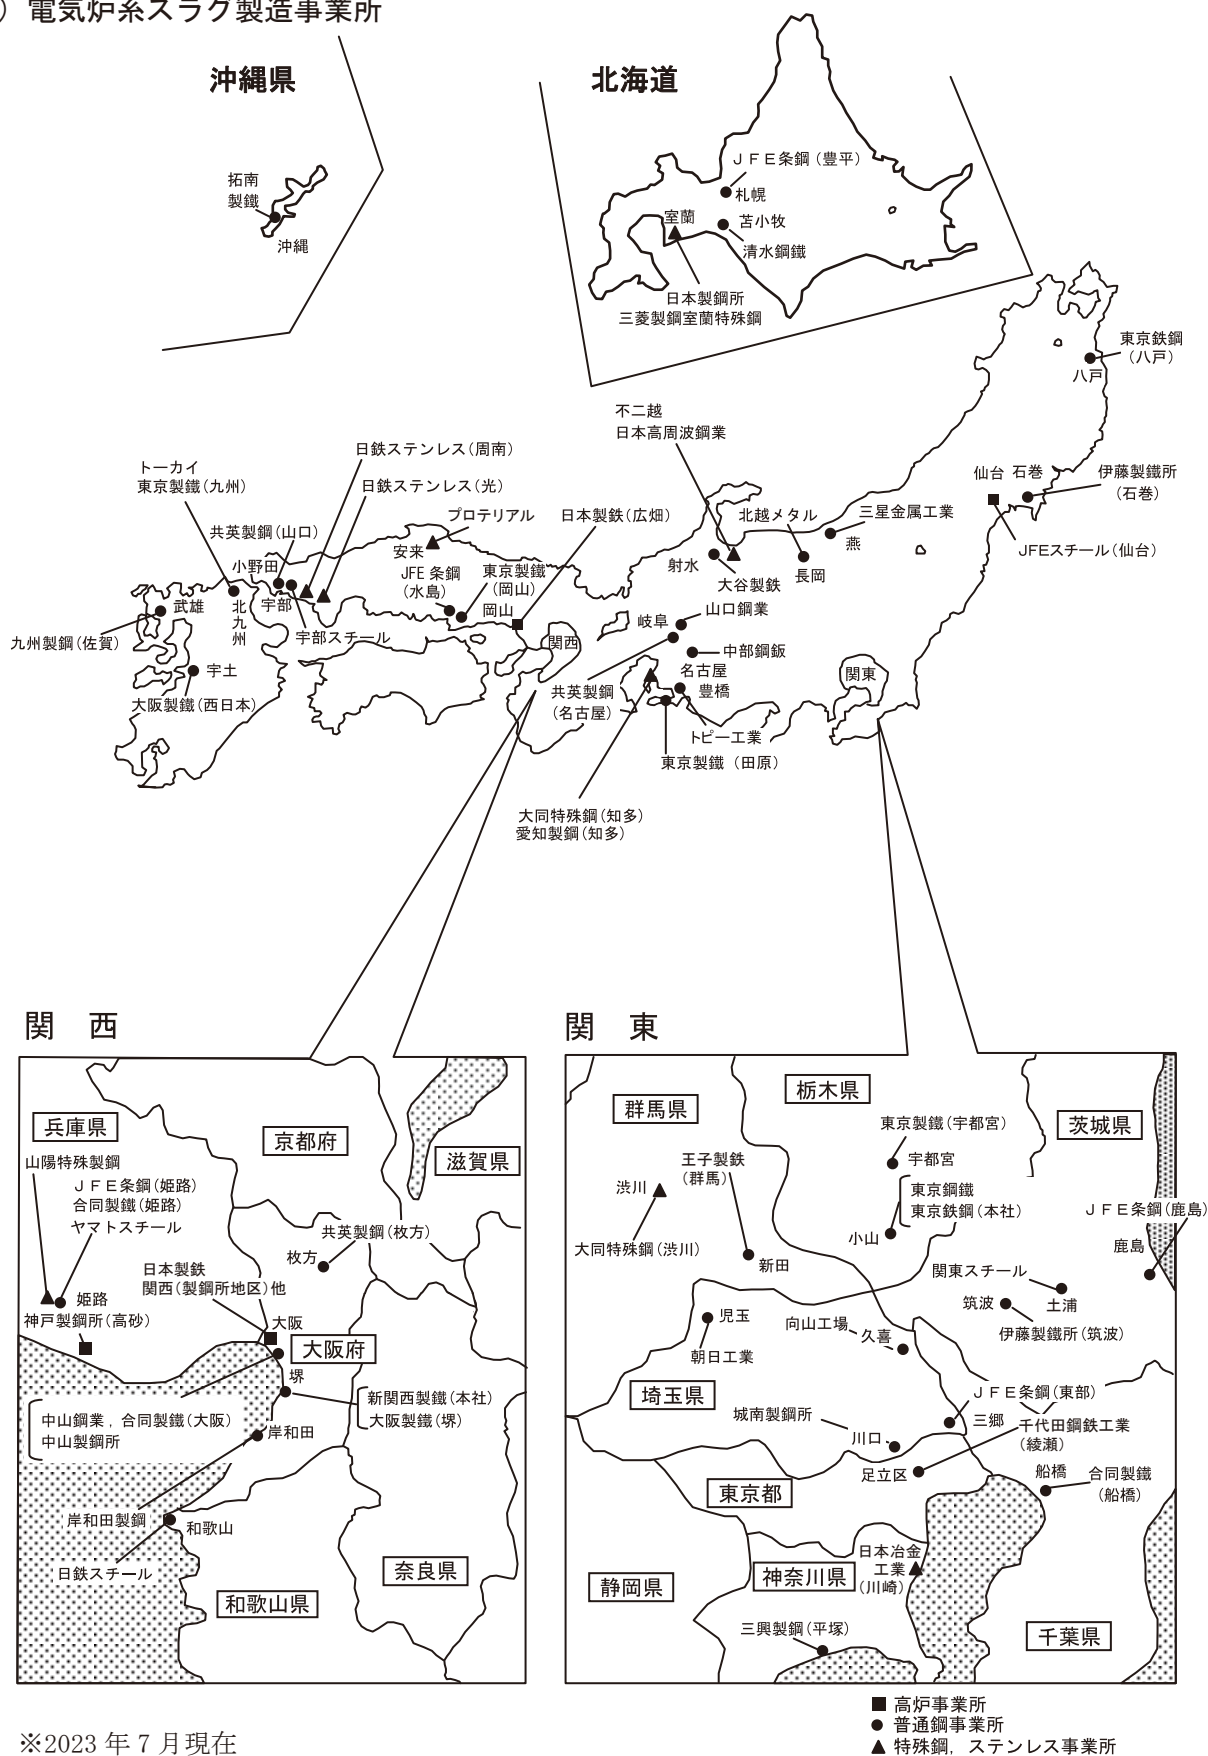 ）電気炉系スラグ製造事業所
沖縄県
拓南
製鐵
沖縄
北海道
ＪＦＥ条鋼（豊平）
札幌
室蘭
苫小牧
清水鋼鐵
日本製鋼所
三菱製鋼室蘭特殊鋼
東京鉄鋼
（八戸）
八戸
不二越
日本高周波鋼業
日鉄ステンレス（周南）
トーカイ
東京製鐵（九州）
日鉄ステンレス（光）
仙台
石巻
伊藤製鐵所
（石巻）
共英製鋼（山口）
プロテリアル
日本製鉄（広畑）
北越メタル
三星金属工業
燕
JFEスチール（仙台）
安来
小野田
JFE 条鋼
（水島）
東京製鐵
（岡山）
岡山
射水
大谷製鉄
長岡
武雄
北九州
宇部
宇部スチール
九州製鋼（佐賀）
宇土
大阪製鐵（西日本）
関西
岐阜
山口鋼業
中部鋼鈑
名古屋
豊橋
関東
共英製鋼
（名古屋）
トピー工業
東京製鐵（田原）
大同特殊鋼（知多）
愛知製鋼（知多）
関　西
兵庫県
京都府
滋賀県
山陽特殊製鋼
ＪＦＥ条鋼（姫路）
合同製鐵（姫路）
ヤマトスチール
共英製鋼（枚方）
枚方
日本製鉄
関西（製鋼所地区）他
姫路
神戸製鋼所（高砂）
大阪
大阪府
堺
新関西製鐵（本社）
大阪製鐵（堺）
中山鋼業，合同製鐵（大阪）
中山製鋼所
岸和田
岸和田製鋼
和歌山
日鉄スチール
奈良県
和歌山県
関　東
群馬県
栃木県
茨城県
東京製鐵（宇都宮）
宇都宮
王子製鉄
（群馬）
渋川
東京鋼鐵
東京鉄鋼（本社）
小山
ＪＦＥ条鋼（鹿島）
鹿島
大同特殊鋼（渋川）
新田
関東スチール
土浦
筑波
伊藤製鐵所（筑波）
児玉
朝日工業
向山工場
久喜
埼玉県
城南製鋼所
川口
ＪＦＥ条鋼（東部）
三郷
千代田鋼鉄工業
（綾瀬）
足立区
船橋
合同製鐵
（船橋）
東京都
静岡県
神奈川県
日本冶金
工業
（川崎）
三興製鋼（平塚）
千葉県
高炉事業所
普通鋼事業所
特殊鋼，ステンレス事業所
※2023 年 7 月現在